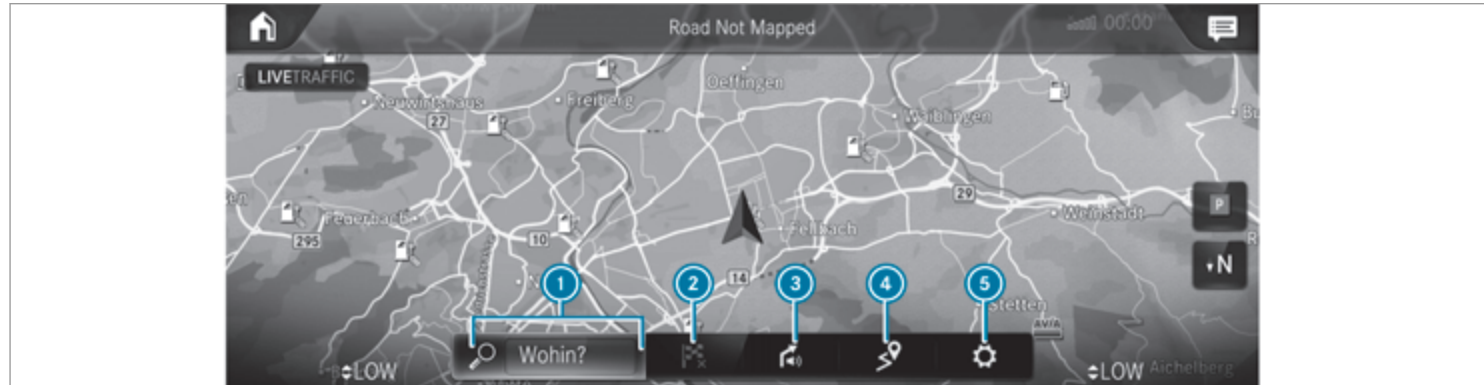 Road Not Mapped
00:00
LIVETRAFFIC
Oeffingen
Neuwirtshaus
Freiberg
27
Waiblingen
29
P
Weinstadt
Feuerbach
295
10
Fellbach
N
14
1
2
3
4
5
Stetten
AV/A
Wohin?
LOW
LOW
Aichelberg